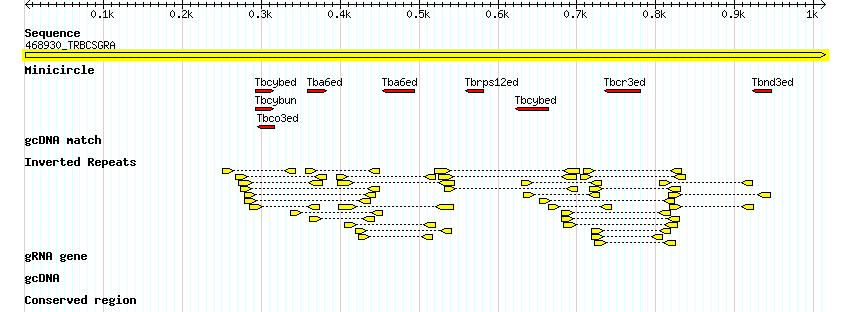 0.1k 0.2k 0.3k 0.4k 0.5k 0.6k 0.7k 0.8k 0.9k 1k
Sequence
468930_TRBCSGRA
Minicircle
Tbcybed Tba6ed Tba6ed Tbrps12ed Tbcr3ed Tbnd3ed
Tbcybun Tbcybed
Tbco3ed
gcDNA match
Inverted Repeats
gRNA gene
gcDNA
Conserved region